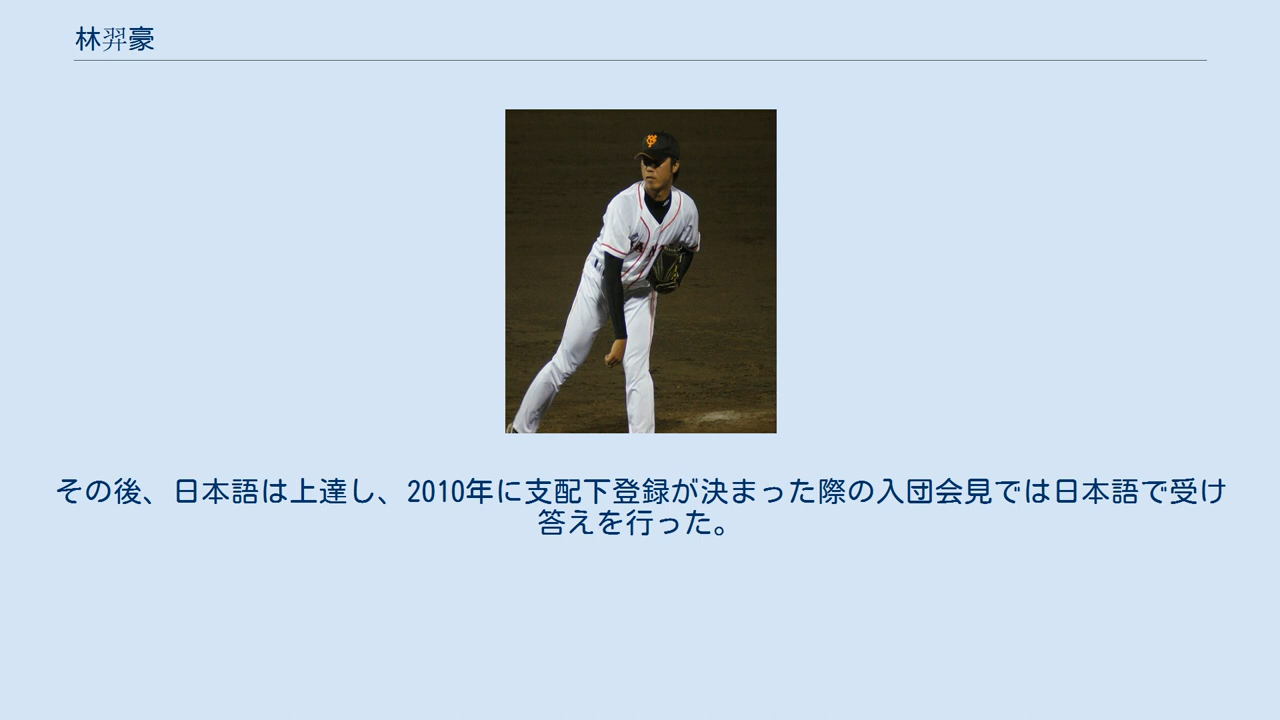 林羿豪
その後、日本語は上達し、2010年に支配下登録が決まった際の入団会見では日本語で受け
答えを行った。